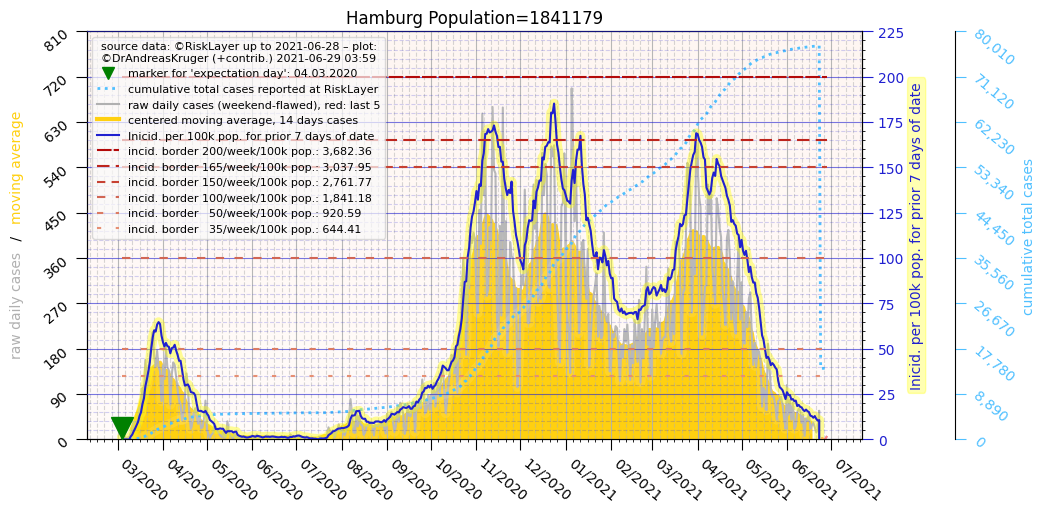 Hamburg Population=1841179
source data: ©RiskLayer up to 2021-06-28 – plot:
©DrAndreasKruger (+contrib.) 2021-06-29 03:59
marker for 'expectation day': 04.03.2020
cumulative total cases reported at RiskLayer
raw daily cases (weekend-flawed), red: last 5
centered moving average, 14 days cases
Inicid. per 100k pop. for prior 7 days of date
incid. border 200/week/100k pop.: 3,682.36
incid. border 165/week/100k pop.: 3,037.95
incid. border 150/week/100k pop.: 2,761.77
incid. border 100/week/100k pop.: 1,841.18
incid. border 50/week/100k pop.: 920.59
incid. border 35/week/100k pop.: 644.41
raw daily cases / moving average
810
720
630
540
450
360
270
180
90
0
225
200
175
150
125
100
75
50
25
0
Inicid. per 100k pop. for prior 7 days of date
80,010
71,120
62,230
53,340
44,450
35,560
26,670
17,780
8,890
0
cumulative total cases
03/2020
04/2020
05/2020
06/2020
07/2020
08/2020
09/2020
10/2020
11/2020
12/2020
01/2021
02/2021
03/2021
04/2021
05/2021
06/2021
07/2021